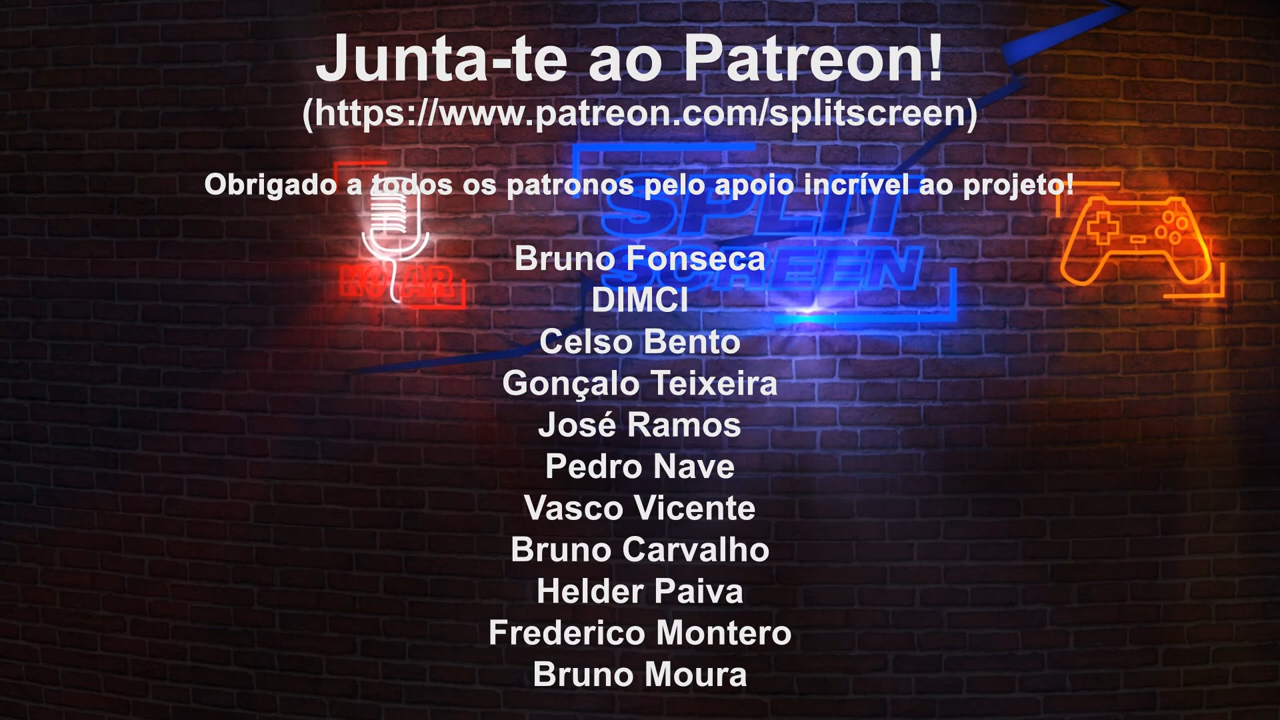 Junta-te ao Patreon!
(https://www.patreon.com/splitscreen)
Obrigado a todos os patronos pelo apoio incrível ao projeto!
SPLIT
SCREEN
Bruno Fonseca
DIMCI
Celso Bento
Gonçalo Teixeira
José Ramos
Pedro Nave
Vasco Vicente
Bruno Carvalho
Helder Paiva
Frederico Montero
Bruno Moura